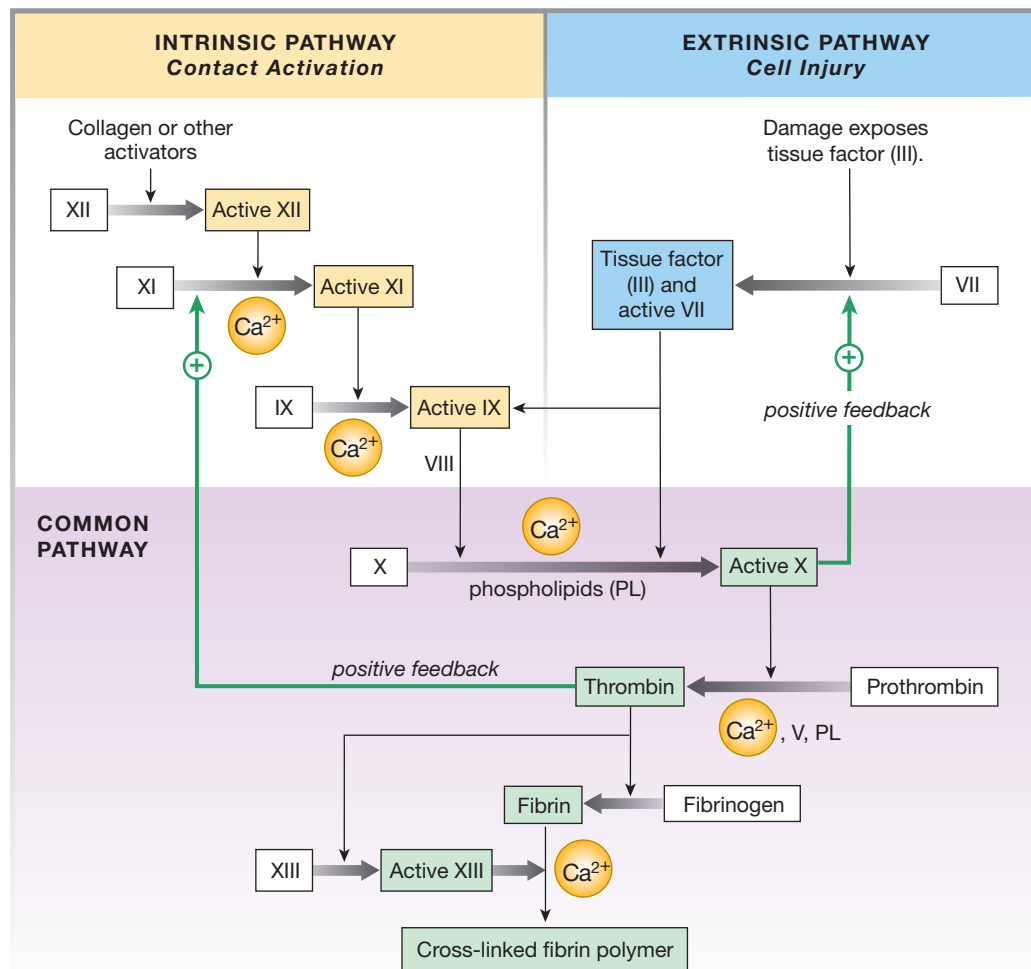 INTRINSIC PATHWAY
Contact Activation
EXTRINSIC PATHWAY
Cell Injury
Collagen or other
activators
Damage exposes
tissue factor (III).
XII
Active XII
Tissue factor
(III) and
active VII
VII
XI
Active XI
Ca2+
+
+
IX
Active IX
positive feedback
Ca2+
VIII
COMMON
PATHWAY
Ca2+
X
Active X
phospholipids (PL)
positive feedback
Thrombin
Prothrombin
Ca2+, V, PL
Fibrin
Fibrinogen
XIII
Active XIII
Ca2+
Cross-linked fibrin polymer